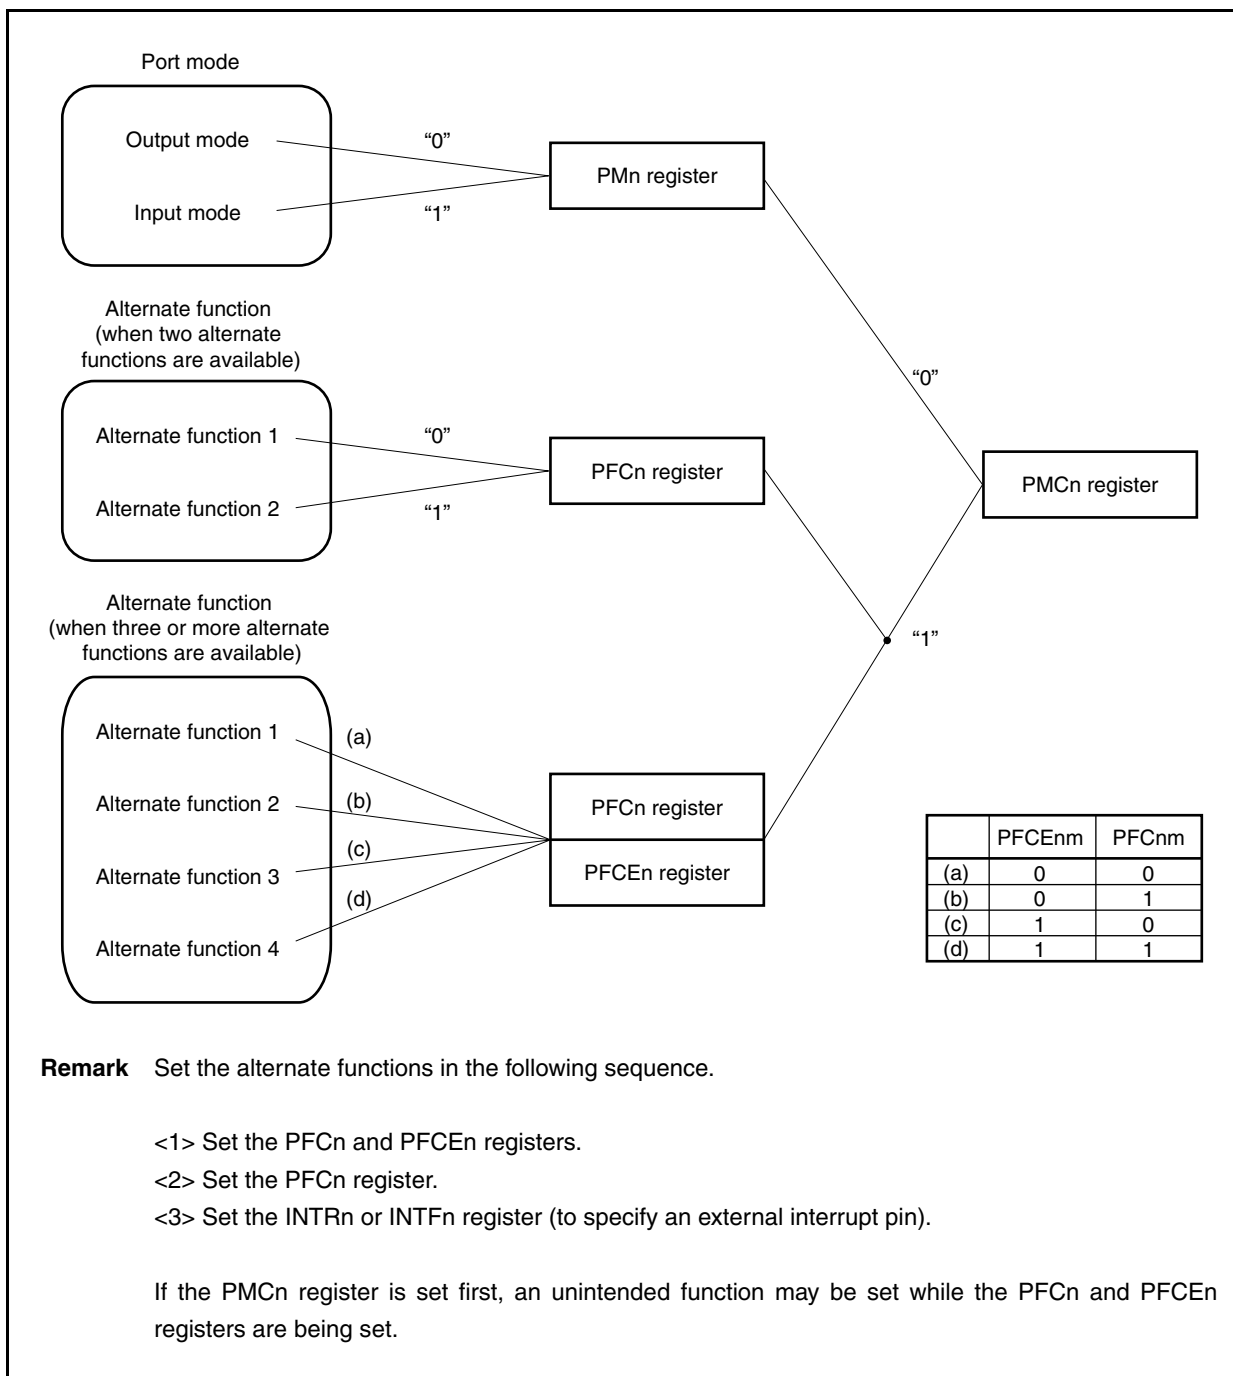 Port mode
Output mode
Input mode
“0”
“1”
PMn register
Alternate function
(when two alternate
functions are available)
Alternate function 1
Alternate function 2
“0”
“1”
PFCn register
“0”
PMCn register
“1”
Alternate function
(when three or more alternate
functions are available)
Alternate function 1
Alternate function 2
Alternate function 3
Alternate function 4
(a)
(b)
(c)
(d)
PFCn register
PFCEn register
PFCEnm PFCnm
(a) 0 0
(b) 0 1
(c) 1 0
(d) 1 1
Remark Set the alternate functions in the following sequence.
<1> Set the PFCn and PFCEn registers.
<2> Set the PFCn register.
<3> Set the INTRn or INTFn register (to specify an external interrupt pin).
If the PMCn register is set first, an unintended function may be set while the PFCn and PFCEn
registers are being set.